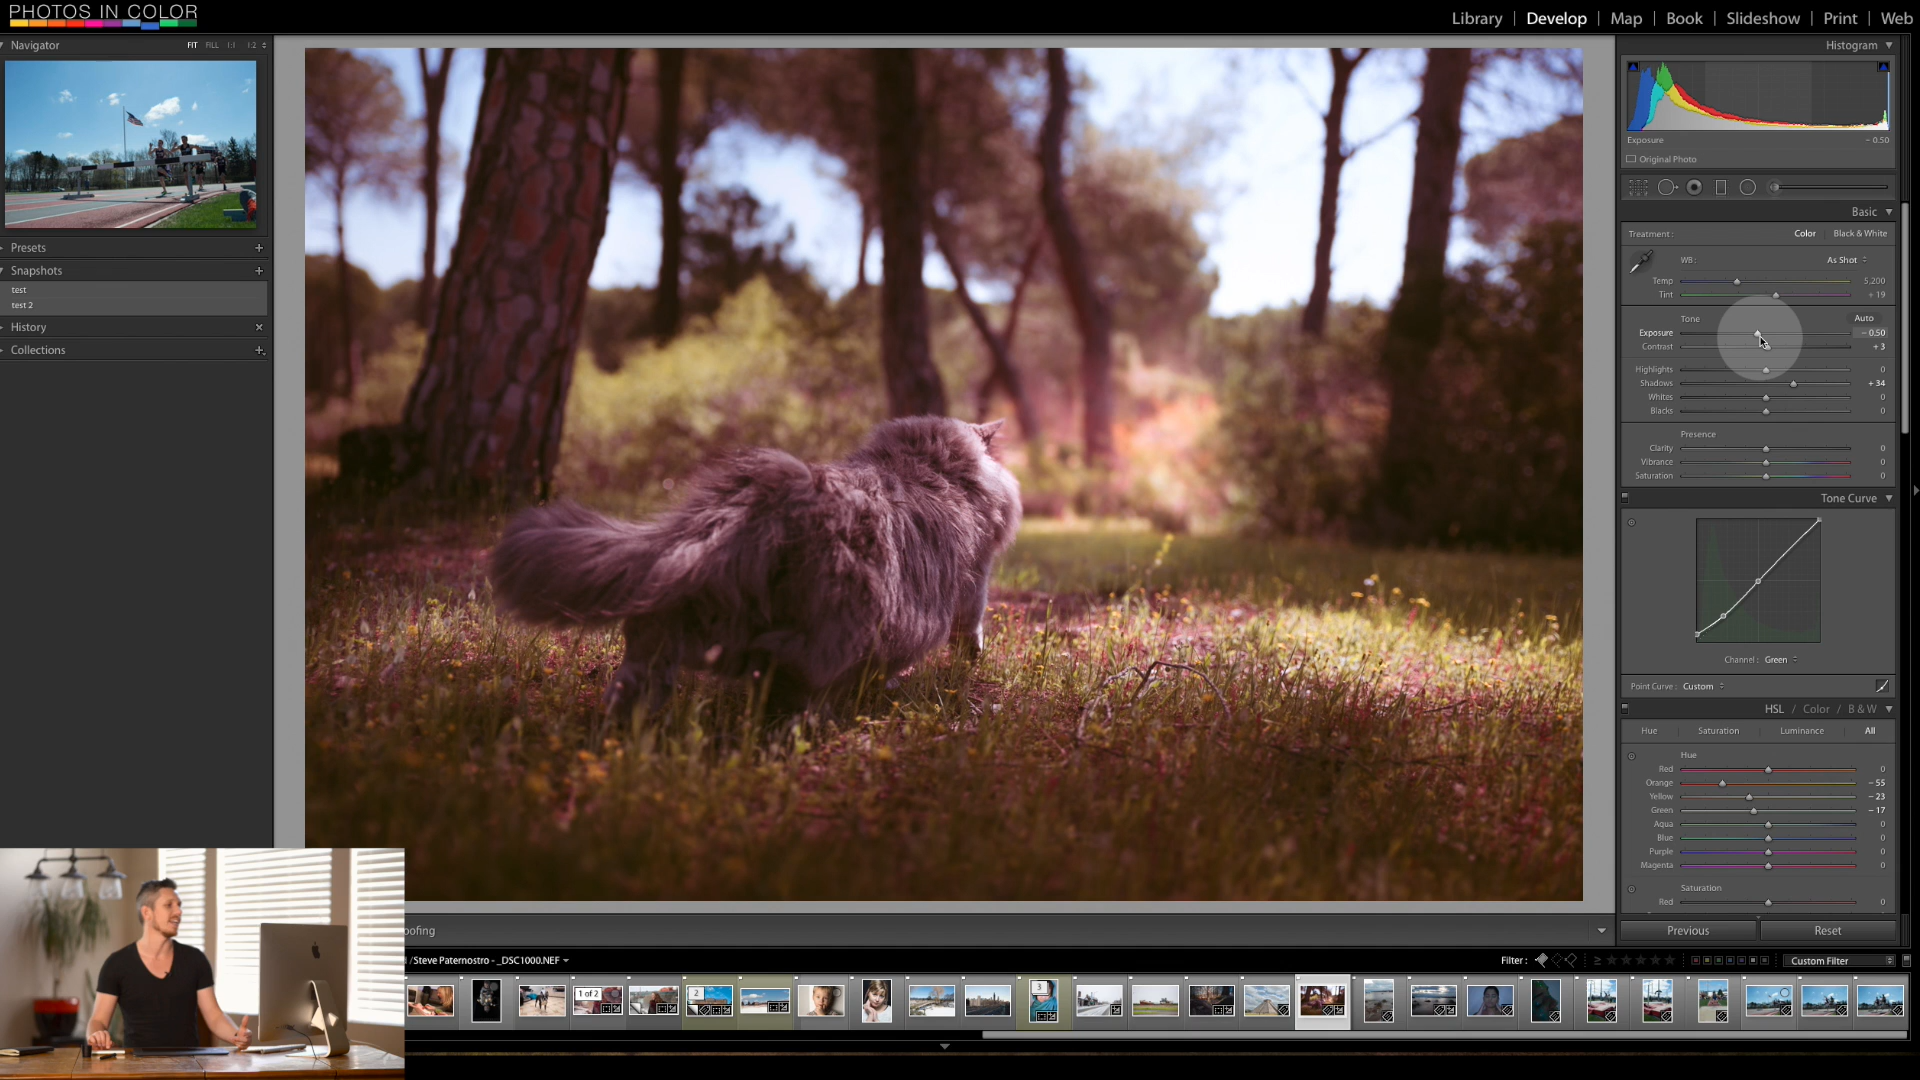 PHOTOS IN COLOR
Library | Develop | Map | Book | Slideshow | Print | Web
Navigator FIT FILL 1:1 1:2
Presets
Snapshots
test
test 2
History
Collections
Histogram
Exposure - 0.50
Original Photo
Basic
Treatment : Color Black & White
WB : As Shot
Temp 5,200
Tint + 19
Tone Auto
Exposure - 0.50
Contrast + 3
Highlights 0
Shadows + 34
Whites 0
Blacks 0
Presence
Clarity 0
Vibrance 0
Saturation 0
Tone Curve
Channel : Green
Point Curve : Custom
HSL / Color / B & W
Hue Saturation Luminance All
Hue
Red 0
Orange - 55
Yellow - 23
Green - 17
Aqua 0
Blue 0
Purple 0
Magenta 0
Saturation
Red 0
Previous Reset
oofing
/ Steve Paternostro - _DSC1000.NEF
Filter : Custom Filter
1 of 2
2
3